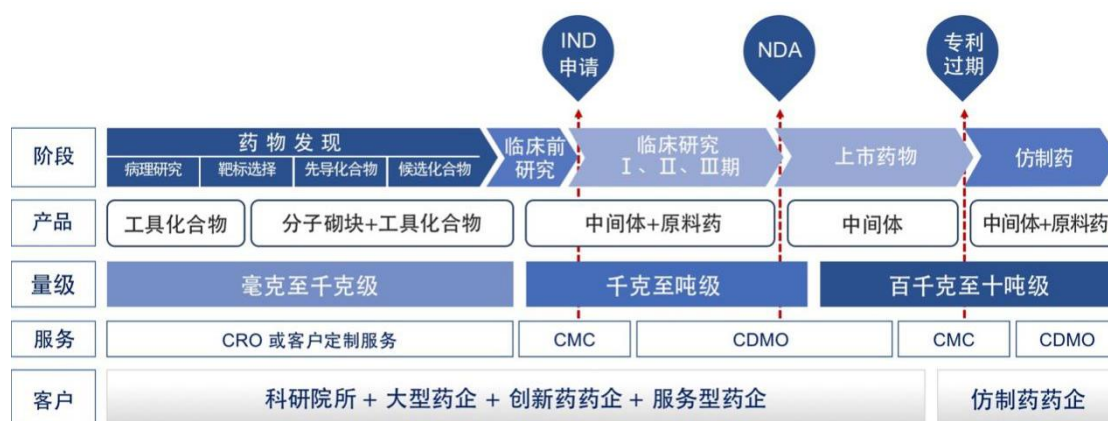 IND
申请
NDA
专利
过期
阶段
药物发现
病理研究
靶标选择
先导化合物
候选化合物
临床前
研究
临床研究
Ⅰ、Ⅱ、Ⅲ期
上市药物
仿制药
产品
工具化合物
分子砌块+工具化合物
中间体+原料药
中间体
中间体+原料药
量级
毫克至千克级
千克至吨级
百千克至十吨级
服务
CRO 或客户定制服务
CMC
CDMO
CMC
CDMO
客户
科研院所 + 大型药企 + 创新药药企 + 服务型药企
仿制药药企